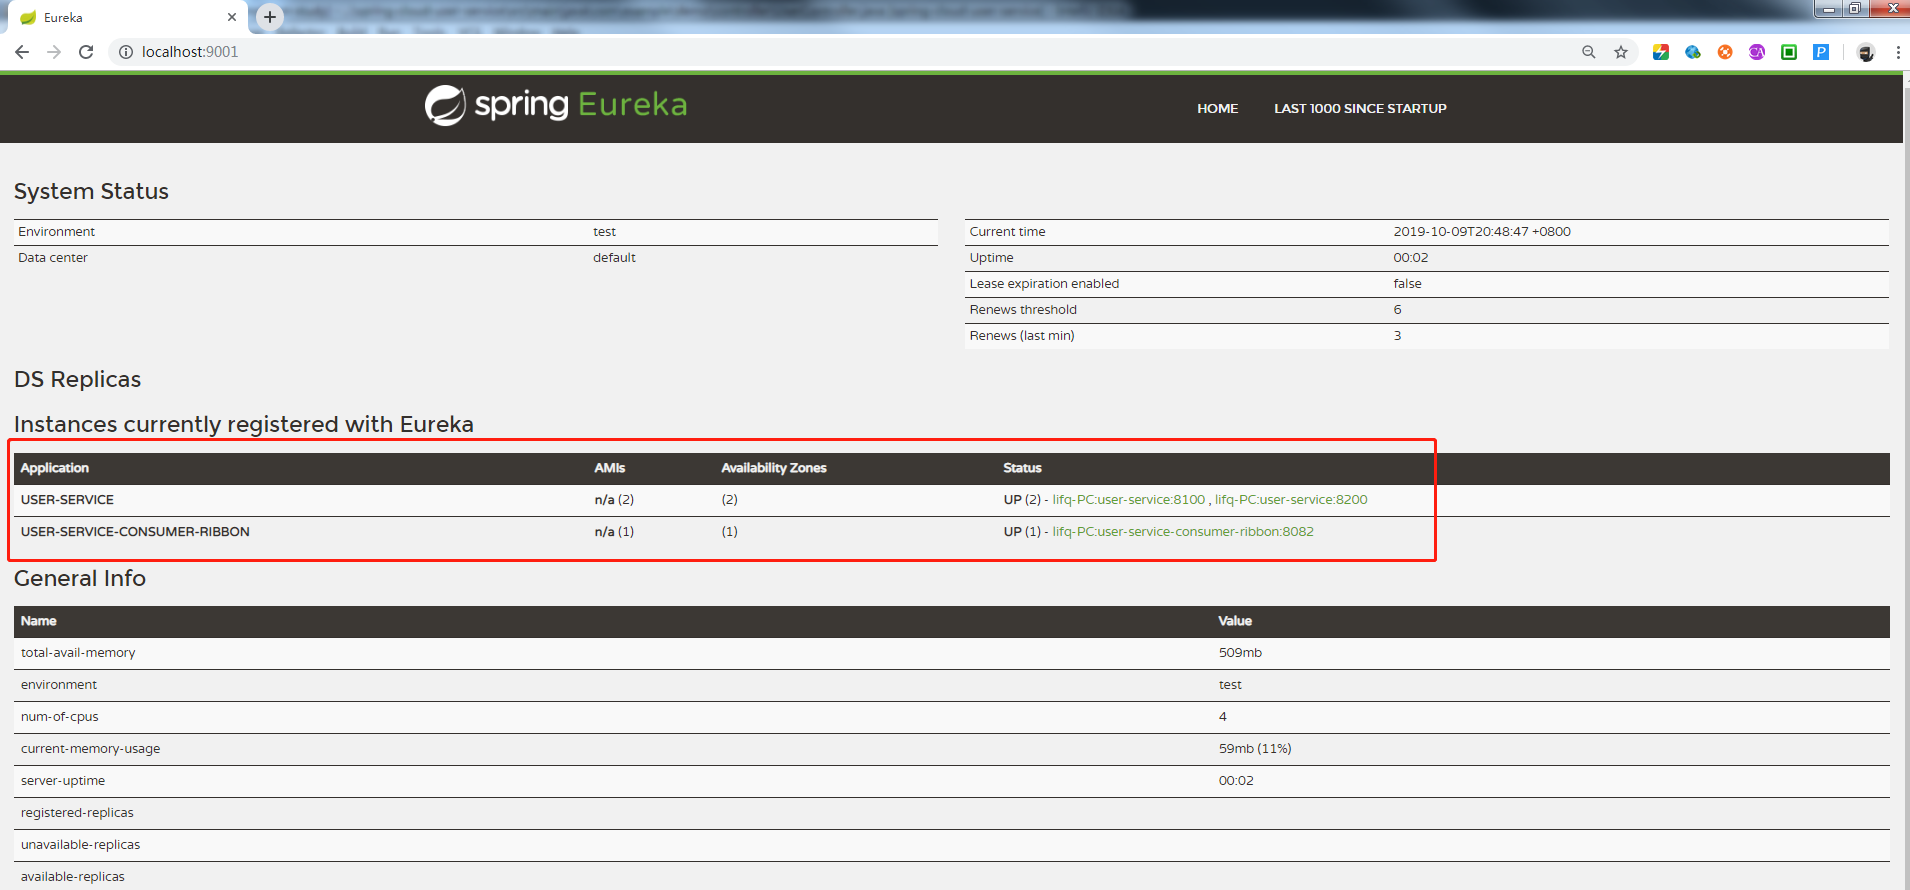 Eureka
localhost:9001
spring Eureka
HOME
LAST 1000 SINCE STARTUP
System Status
Environment test
Data center default
Current time 2019-10-09T20:48:47 +0800
Uptime 00:02
Lease expiration enabled false
Renews threshold 6
Renews (last min) 3
DS Replicas
Instances currently registered with Eureka
Application AMIs Availability Zones Status
USER-SERVICE n/a (2) (2) UP (2) - lifq-PC:user-service:8100 , lifq-PC:user-service:8200
USER-SERVICE-CONSUMER-RIBBON n/a (1) (1) UP (1) - lifq-PC:user-service-consumer-ribbon:8082
General Info
Name Value
total-avail-memory 509mb
environment test
num-of-cpus 4
current-memory-usage 59mb (11%)
server-uptime 00:02
registered-replicas
unavailable-replicas
available-replicas